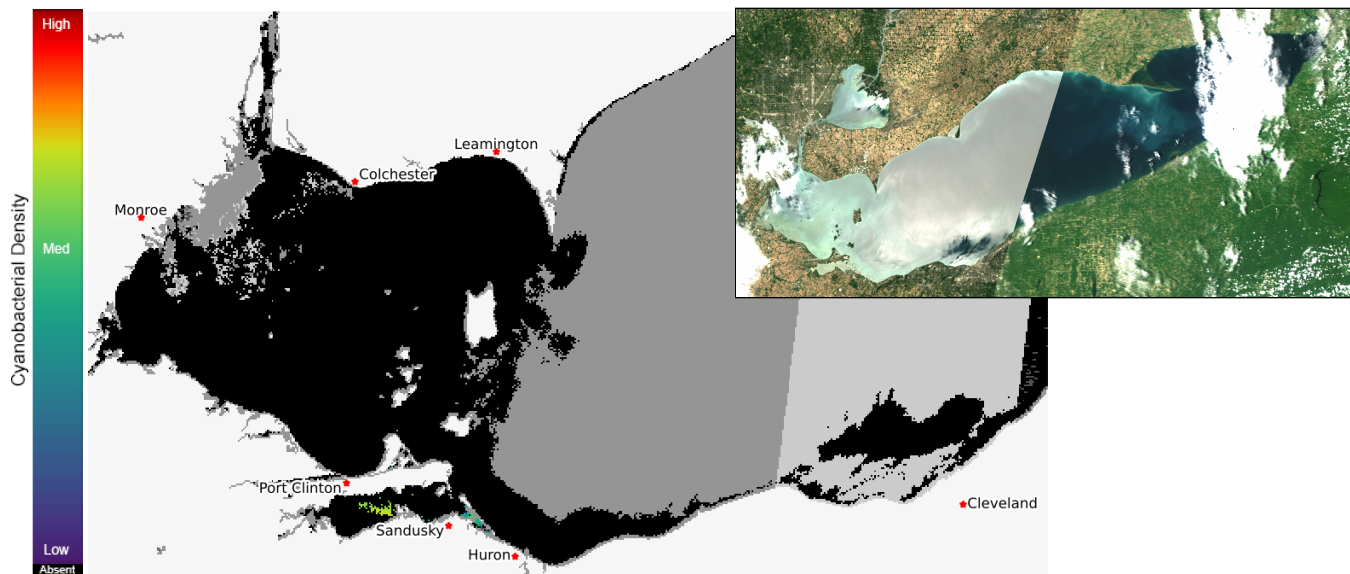 High
Cyanobacterial Density
Med
Low
Absent
Leamington
Colchester
Monroe
Port Clinton
Sandusky
Huron
Cleveland